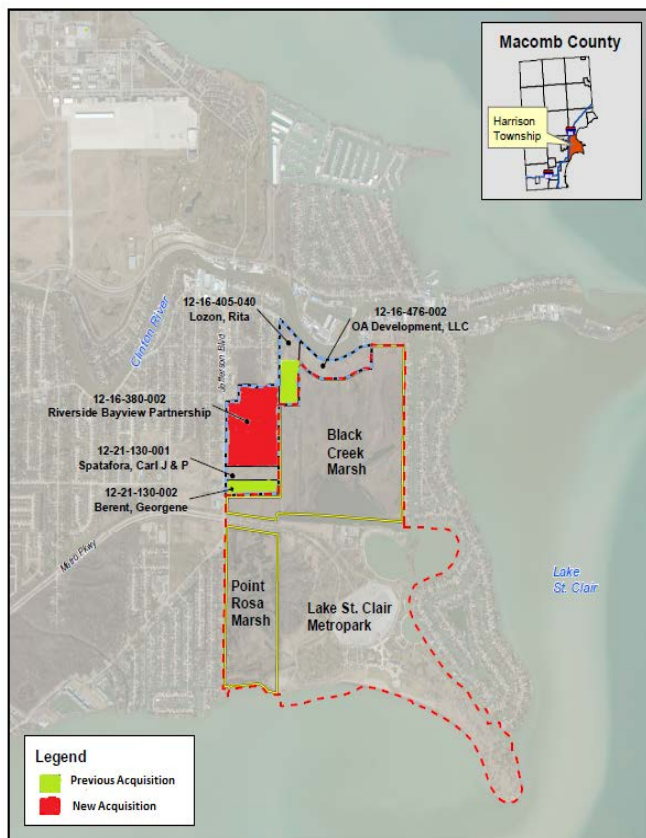 Macomb County
Harrison
Township
12-16-405-040
Lozon, Rita
12-16-476-002
OA Development, LLC
Clinton River
Jefferson Blvd
12-16-380-002
Riverside Bayview Partnership
Black
Creek
Marsh
12-21-130-001
Spatafora, Carl J & P
12-21-130-002
Berent, Georgene
Metro Pkwy
Point
Rosa
Marsh
Lake St. Clair
Metropark
Lake
St. Clair
Legend
Previous Acquisition
New Acquisition